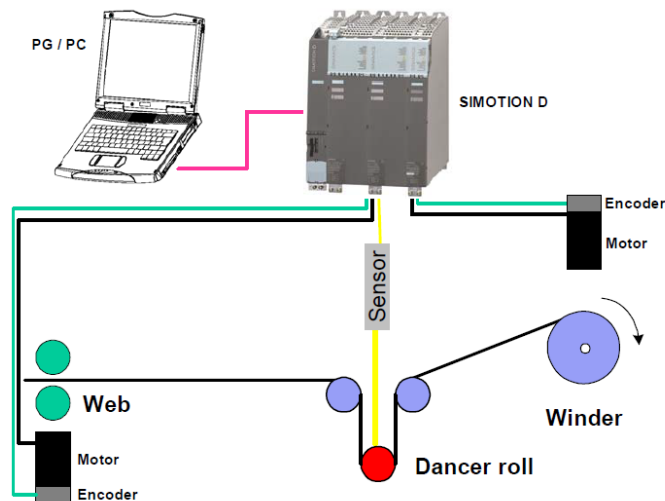 PG / PC
SIMOTION D
Encoder
Motor
Sensor
Web
Winder
Motor
Dancer roll
Encoder